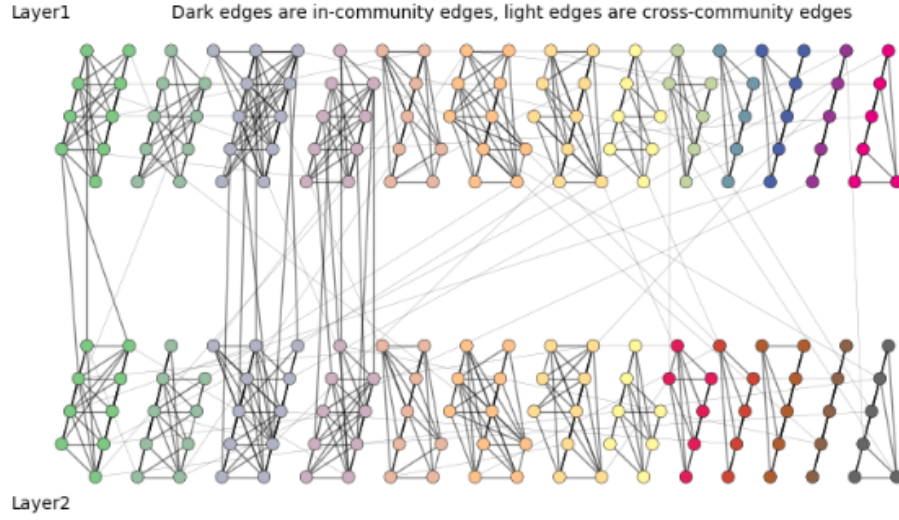 Layer1
Dark edges are in-community edges, light edges are cross-community edges
Layer2